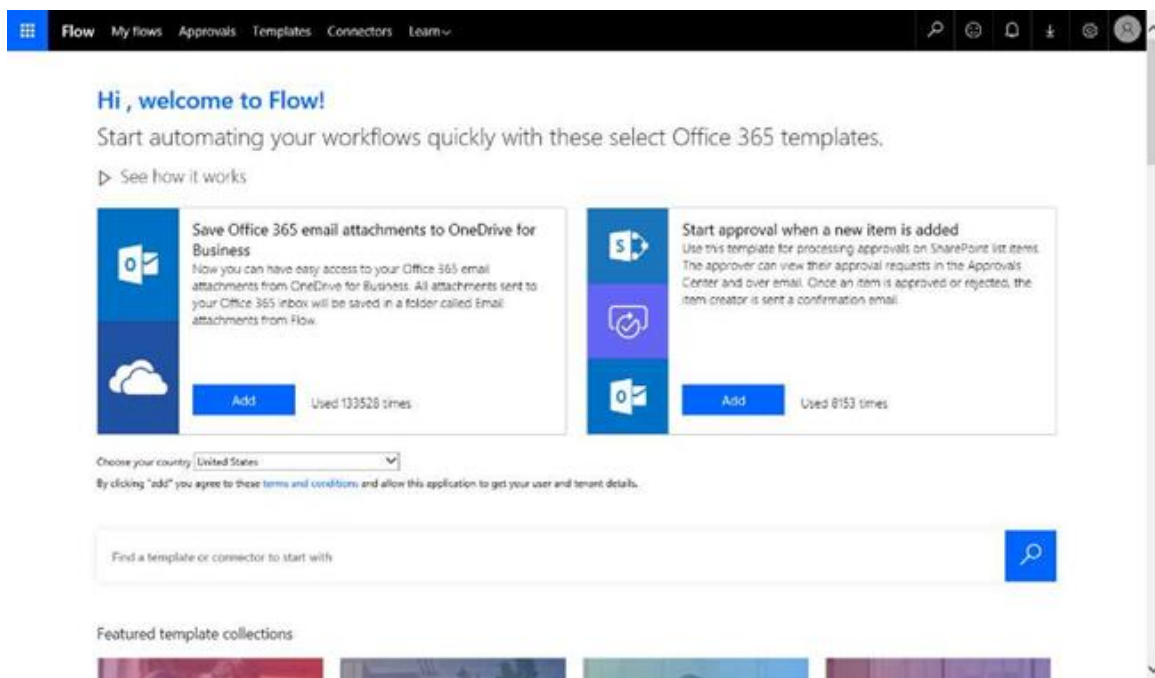 Flow My flows Approvals Templates Connectors Learn
Hi , welcome to Flow!
Start automating your workflows quickly with these select Office 365 templates.
See how it works
Save Office 365 email attachments to OneDrive for
Business
Now you can have easy access to your Office 365 email
attachments from OneDrive for Business. All attachments sent to
your Office 365 inbox will be saved in a folder called Email
attachments from Flow.
Add Used 133528 times
Start approval when a new item is added
Use this template for processing approvals on SharePoint list items.
The approver can view their approval requests in the Approvals
Center and over email. Once an item is approved or rejected, the
item creator is sent a confirmation email.
Add Used 8153 times
Choose your country United States
By clicking "add" you agree to these terms and conditions and allow this application to get your user and tenant details.
Find a template or connector to start with
Featured template collections